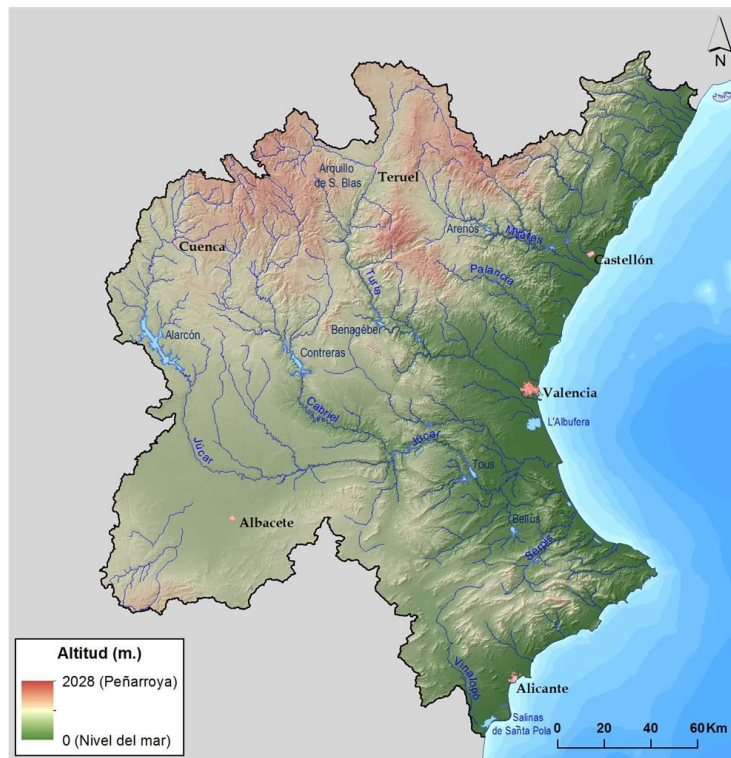 N
Arquillo
de S. Blas
Teruel
Arenós
Mijares
Cuenca
Castellón
Palancia
Turia
Alarcón
Benagéber
Contreras
Valencia
L'Albufera
Cabriel
Júcar
Júcar
Tous
Albacete
Bellús
Serpis
Altitud (m.)
2028 (Peñarroya)
0 (Nivel del mar)
Vinalopó
Alicante
Salinas
de Santa Pola
0 20 40 60 Km